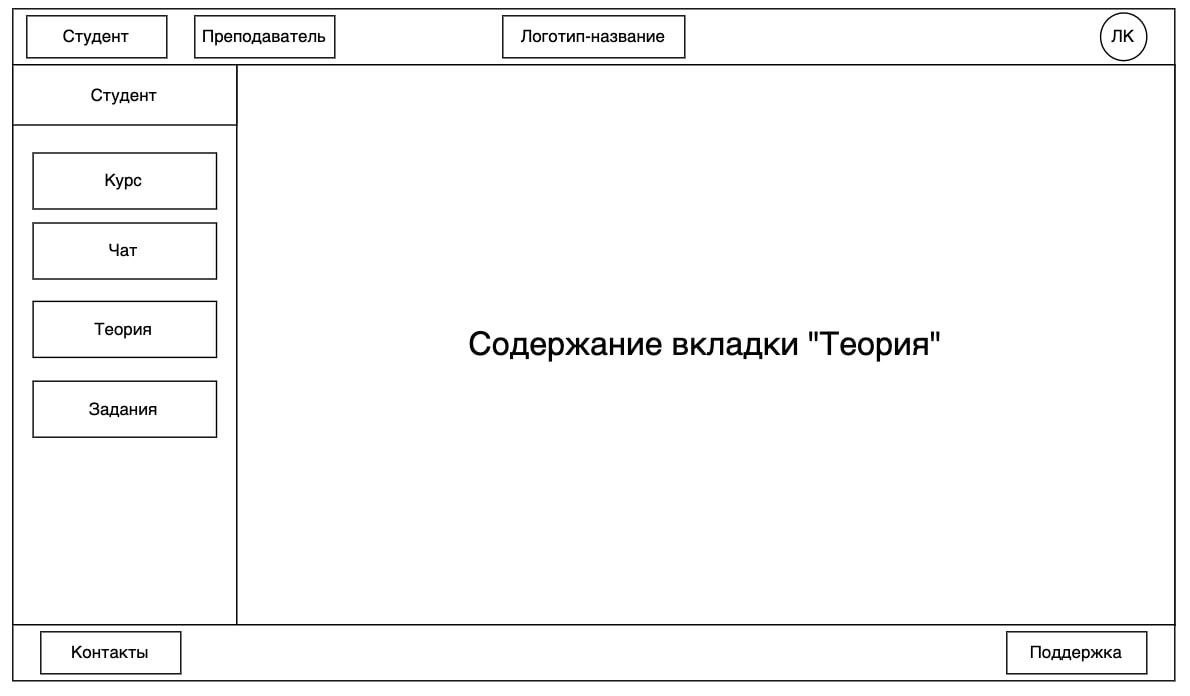 Студент
Преподаватель
Логотип-название
ЛК
Студент
Курс
Чат
Теория
Задания
Содержание вкладки "Теория"
Контакты
Поддержка